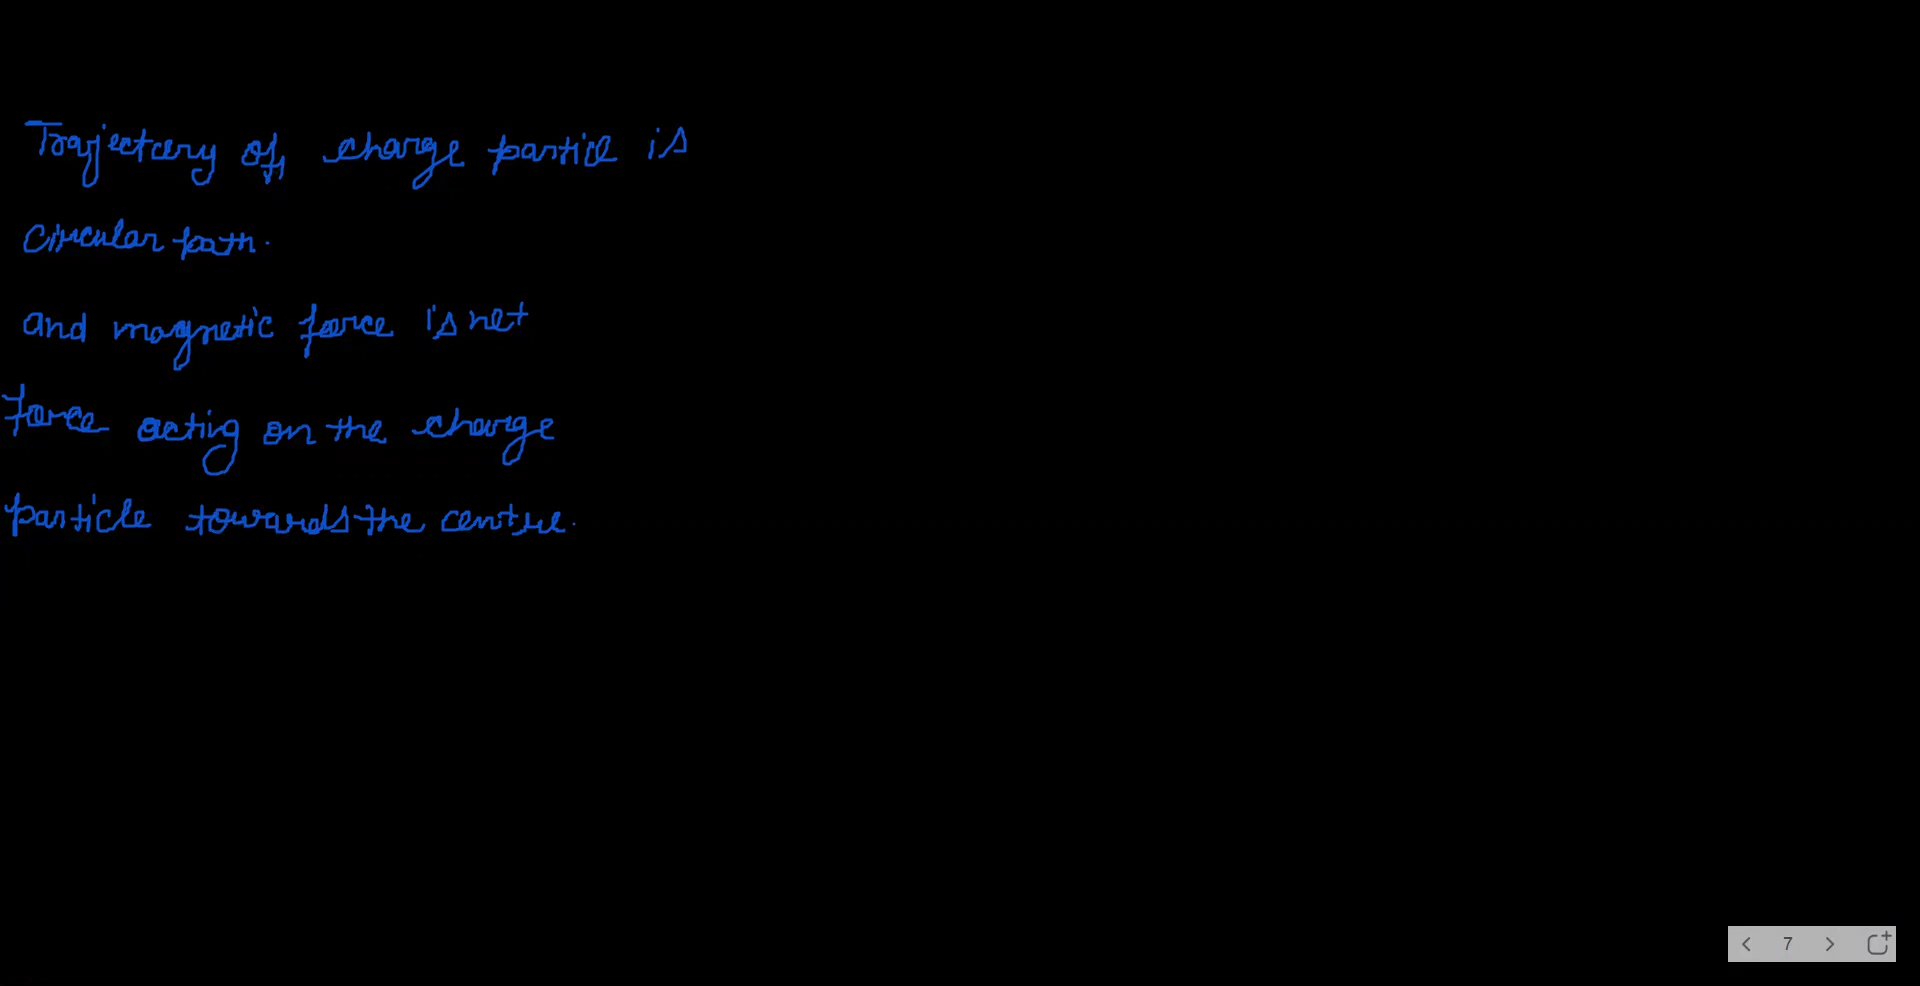 Trajectory of charge particle is
circular path.
and magnetic force is net
force acting on the charge
particle towards the centre.
7